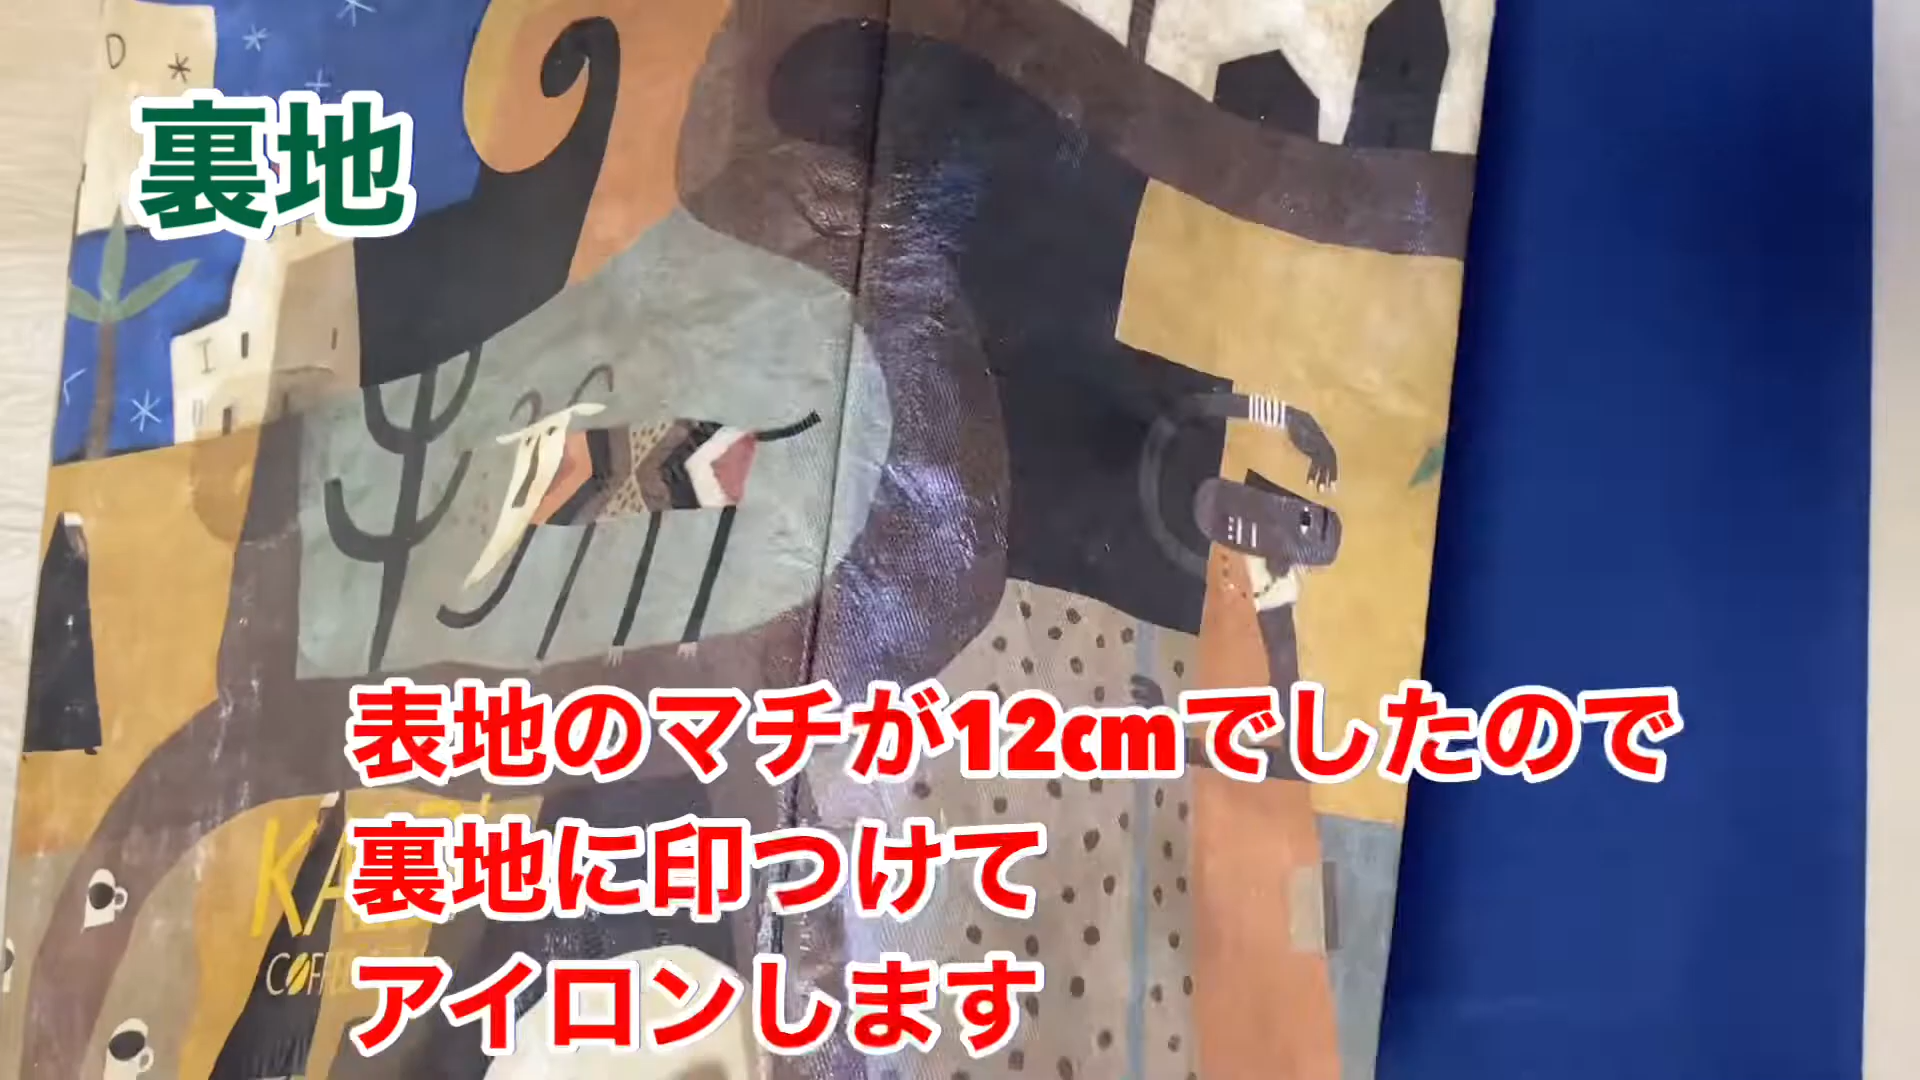 D
裏地
I
表地のマチが12cmでしたので
裏地に印つけて
アイロンします